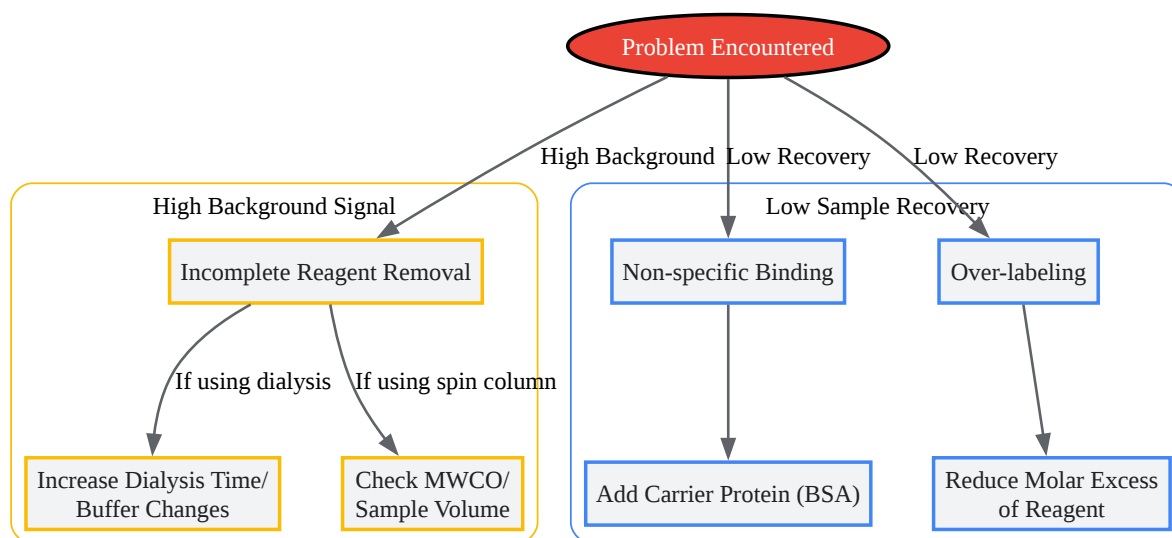 Problem Encountered
High Background
Low Recovery
Low Recovery
High Background Signal
Low Sample Recovery
Incomplete Reagent Removal
Non-specific Binding
Over-labeling
If using dialysis
If using spin column
Increase Dialysis Time/
Buffer Changes
Check MWCO/
Sample Volume
Add Carrier Protein (BSA)
Reduce Molar Excess
of Reagent